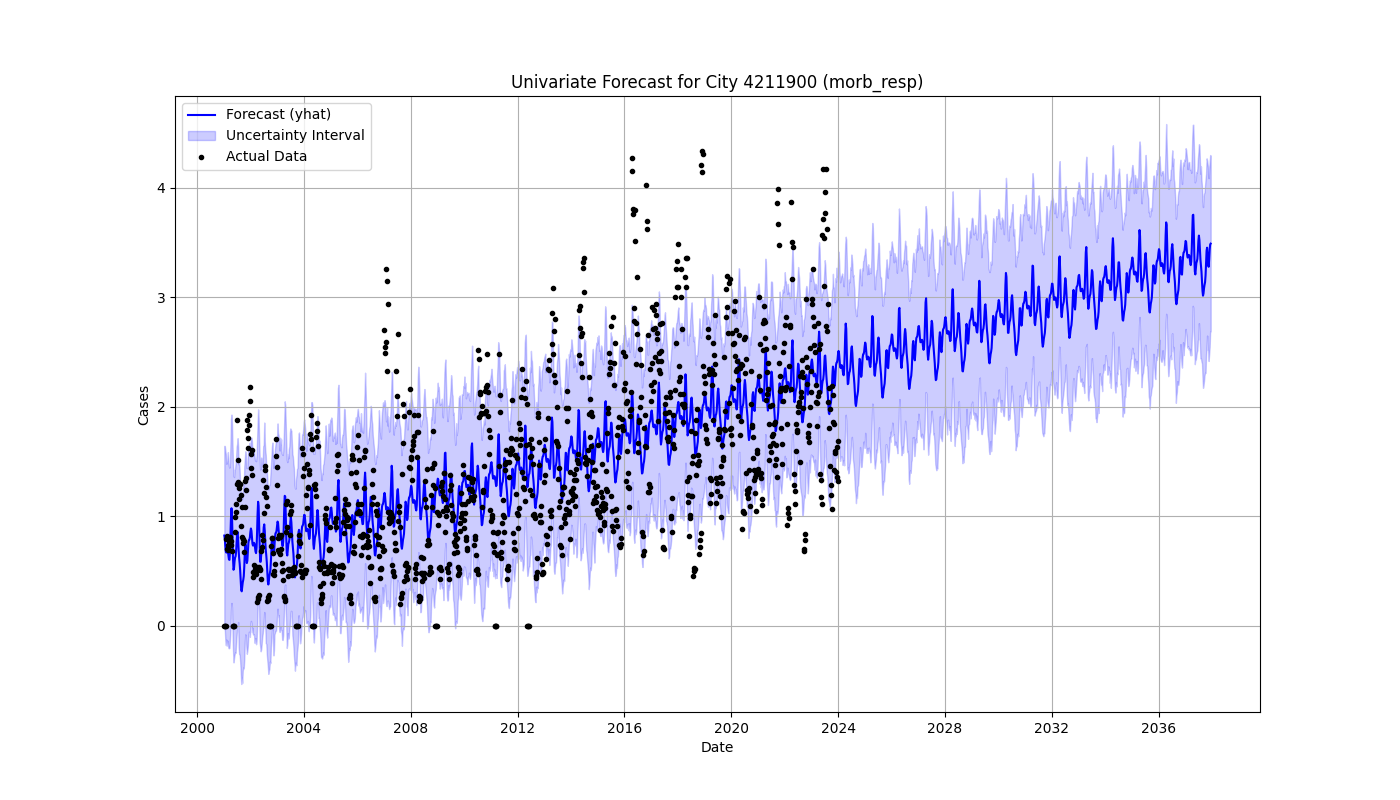 Univariate Forecast for City 4211900 (morb_resp)
Forecast (yhat)
Uncertainty Interval
Actual Data
Cases
4
3
2
1
0
2000 2004 2008 2012 2016 2020 2024 2028 2032 2036
Date